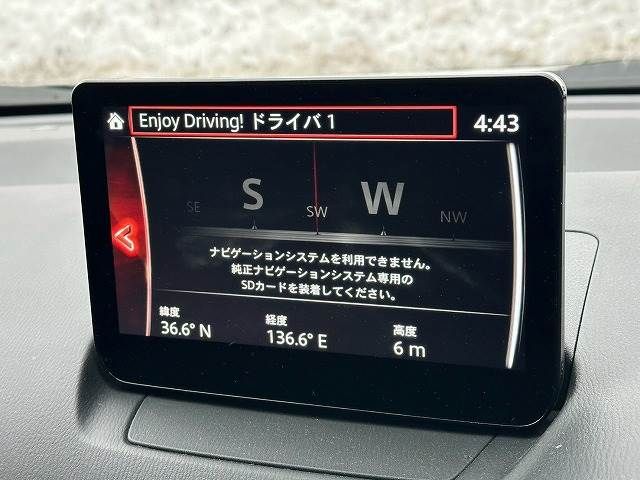 Enjoy Driving! ドライバ 1
4:43
SE S SW W NW
ナビゲーションシステムを利用できません。
純正ナビゲーションシステム専用の
SDカードを装着してください。
緯度 経度 高度
36.6° N 136.6° E 6 m